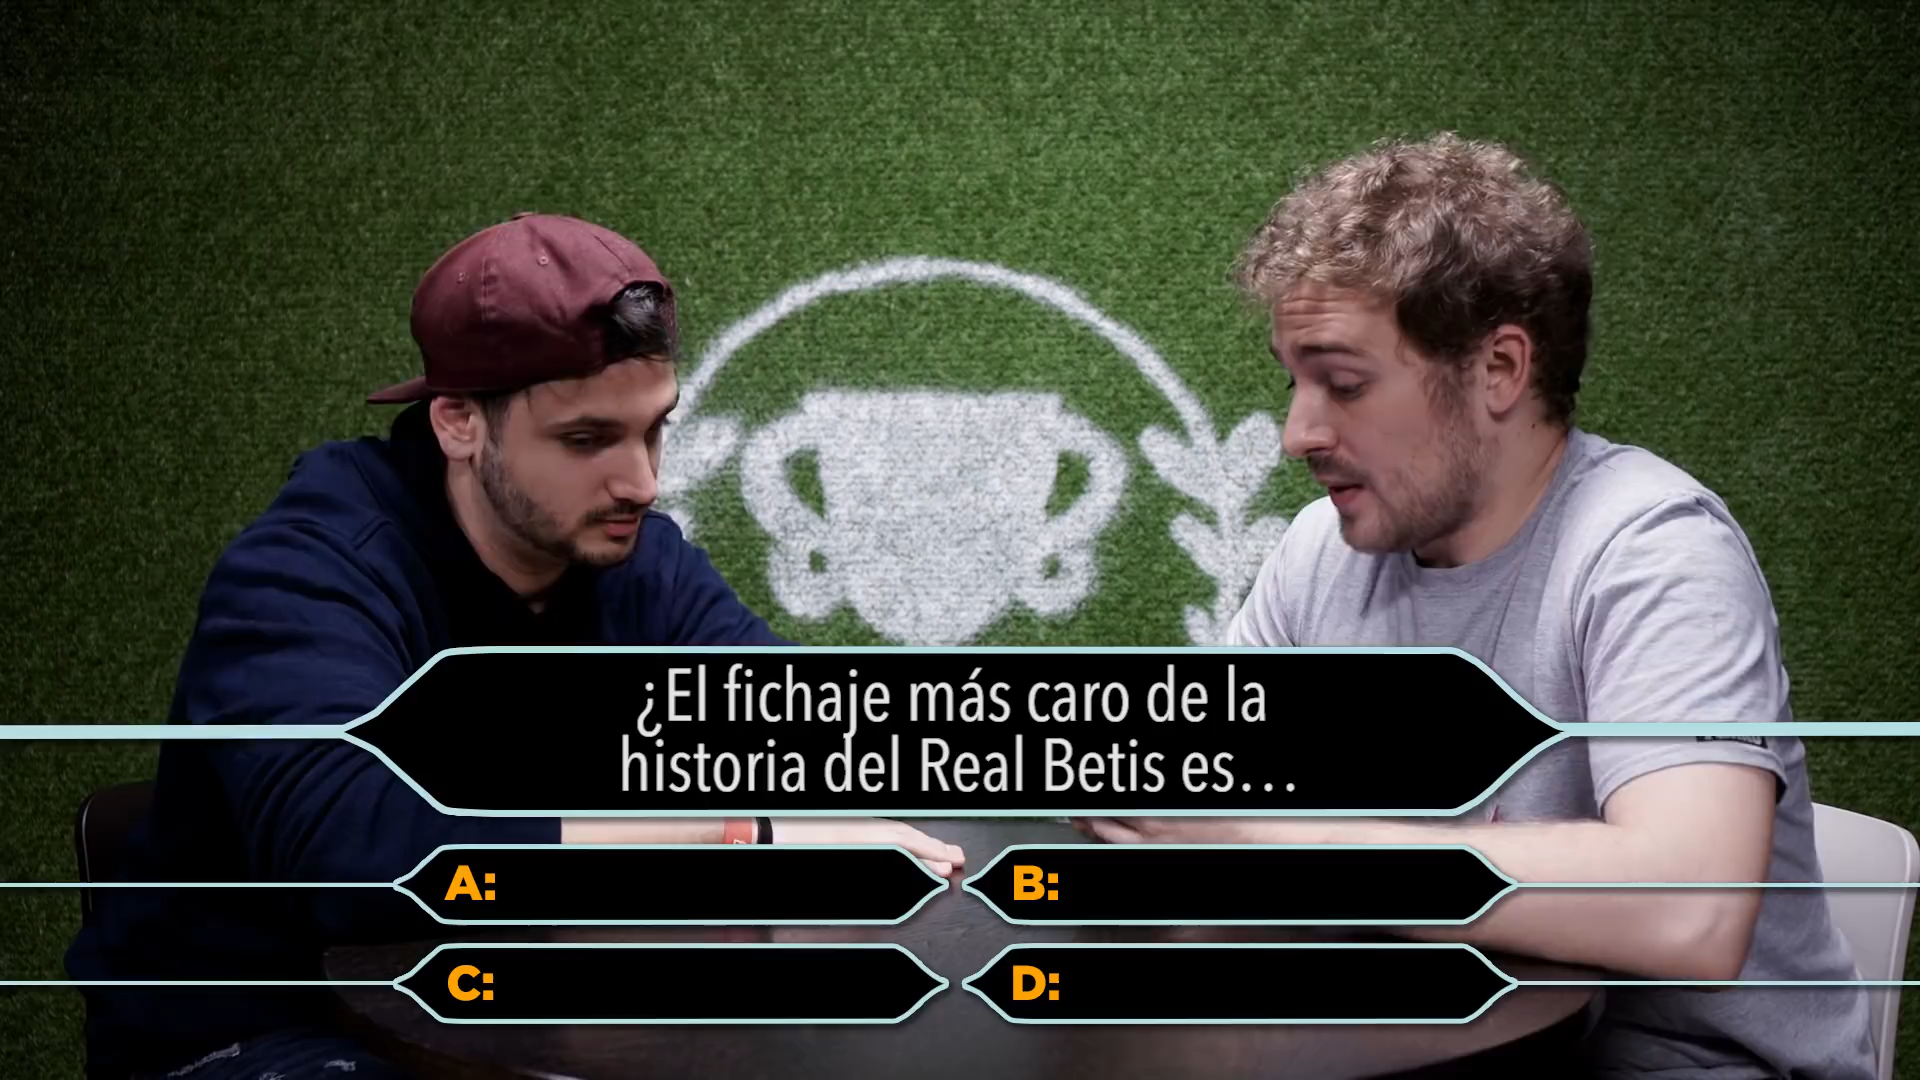 ¿El fichaje más caro de la
historia del Real Betis es...
A:
B:
C:
D: